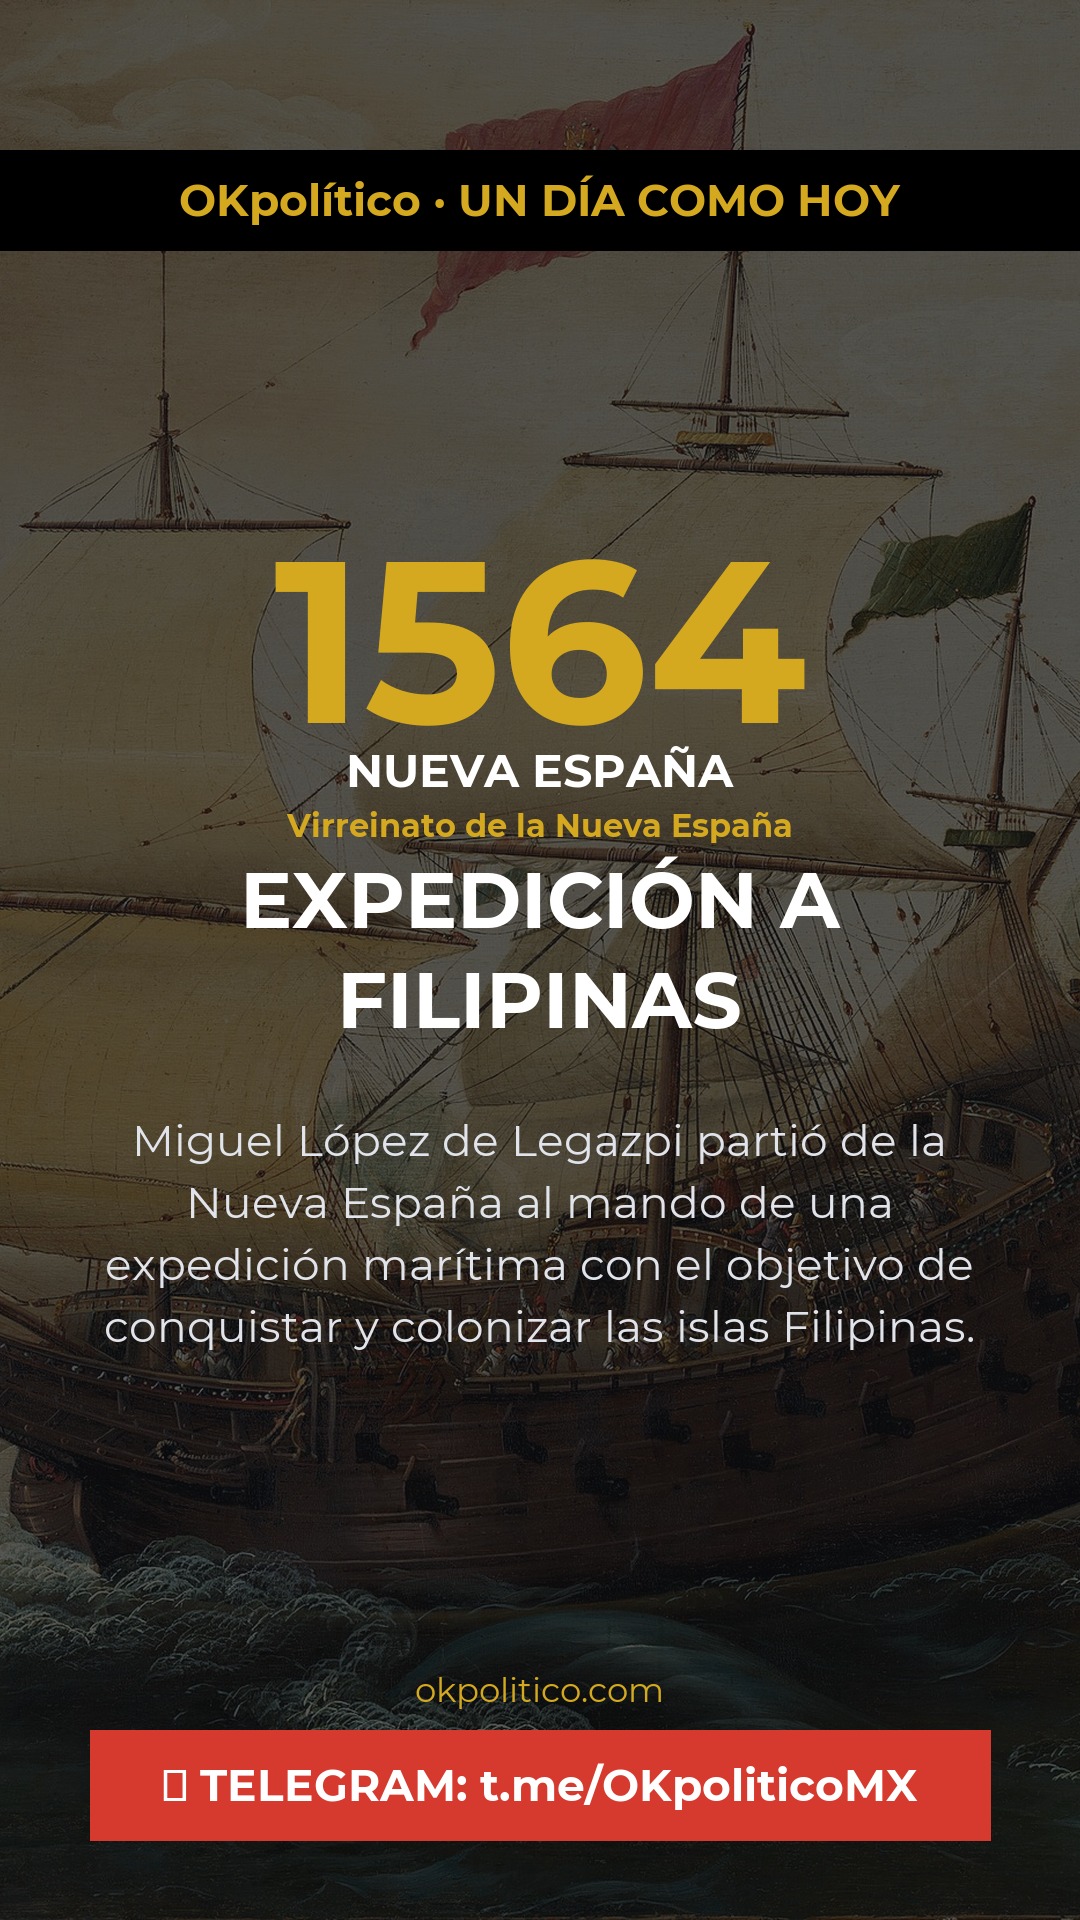 OKpolítico · UN DÍA COMO HOY
1564
NUEVA ESPAÑA
Virreinato de la Nueva España
EXPEDICIÓN A
FILIPINAS
Miguel López de Legazpi partió de la
Nueva España al mando de una
expedición marítima con el objetivo de
conquistar y colonizar las islas Filipinas.
okpolitico.com
TELEGRAM: t.me/OKpoliticoMX